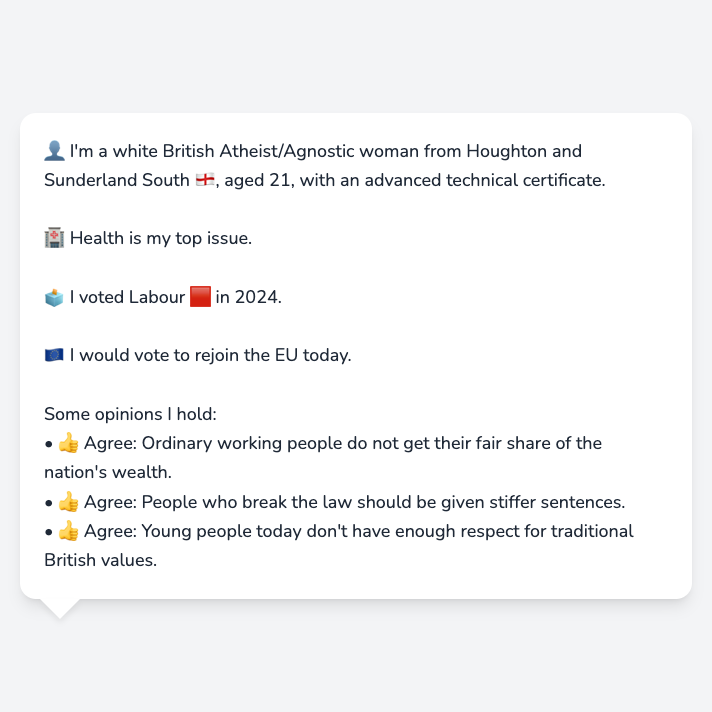 👤 I'm a white British Atheist/Agnostic woman from Houghton and
Sunderland South 🏴󠁧󠁢󠁥󠁮󠁧󠁿, aged 21, with an advanced technical certificate.
🏥 Health is my top issue.
🗳️ I voted Labour 🟥 in 2024.
🇪🇺 I would vote to rejoin the EU today.
Some opinions I hold:
• 👍 Agree: Ordinary working people do not get their fair share of the
nation's wealth.
• 👍 Agree: People who break the law should be given stiffer sentences.
• 👍 Agree: Young people today don't have enough respect for traditional
British values.